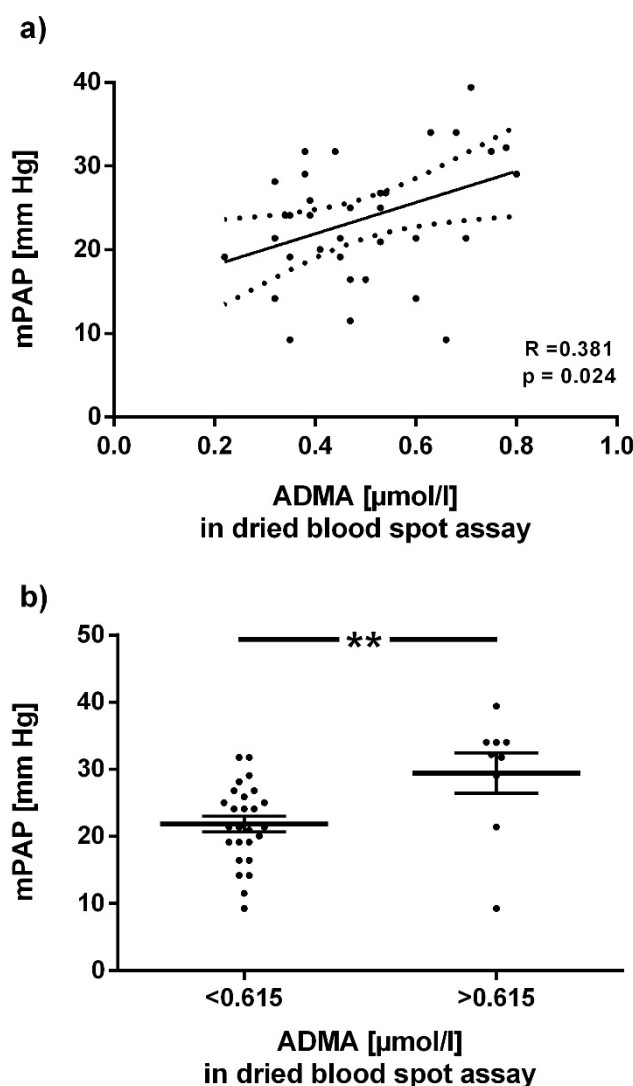 a)
mPAP [mm Hg]
40
30
20
10
0
R =0.381
p = 0.024
0.0 0.2 0.4 0.6 0.8 1.0
ADMA [µmol/l]
in dried blood spot assay
b)
mPAP [mm Hg]
50
40
30
20
10
0
**
<0.615 >0.615
ADMA [µmol/l]
in dried blood spot assay